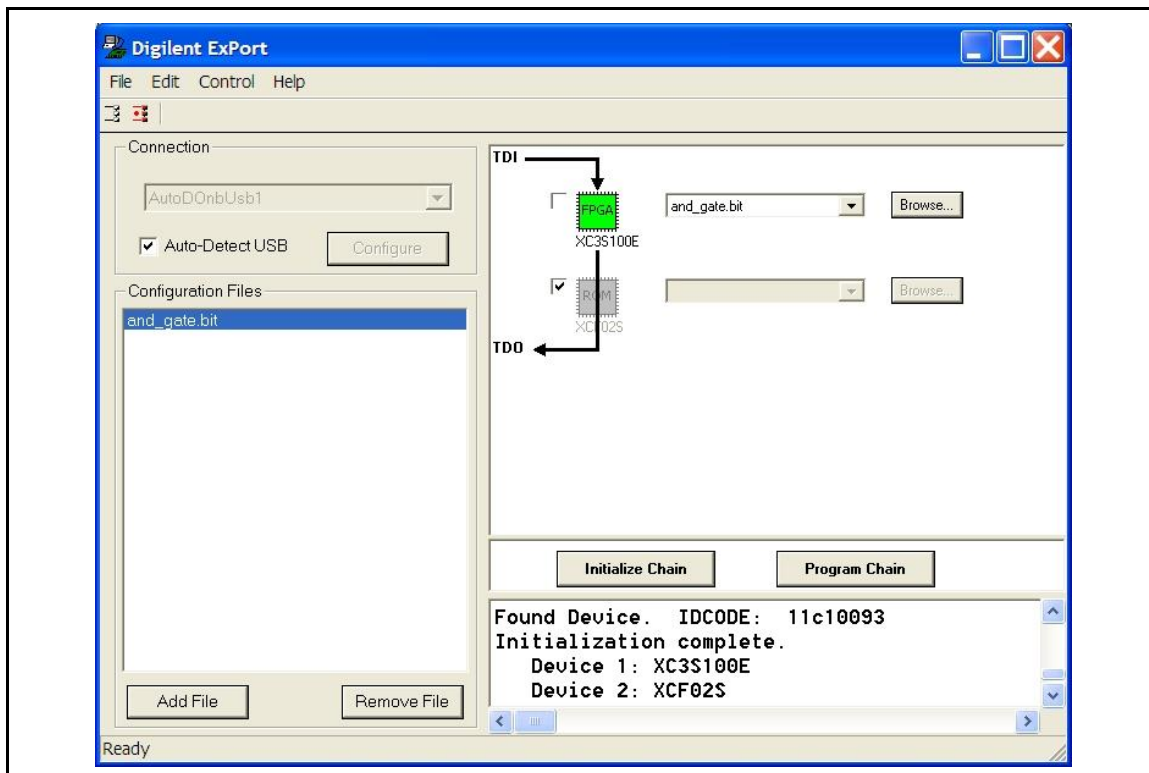 Digilent ExPort
File Edit Control Help
Connection
AutoDOnbUsb1
Auto-Detect USB
Configure
Configuration Files
and_gate.bit
Add File
Remove File
TDI
FPGA
and_gate.bit
Browse...
XC3S100E
ROM
Browse...
XCF02S
TDO
Initialize Chain
Program Chain
Found Device. IDCODE: 11c10093
Initialization complete.
Device 1: XC3S100E
Device 2: XCF02S
Ready